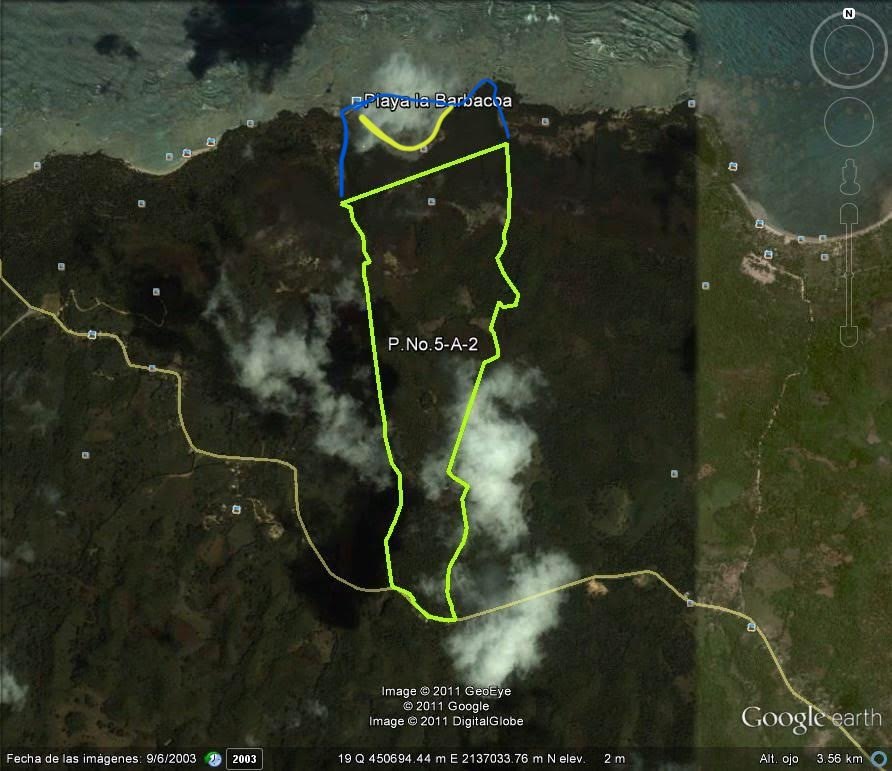 N
Playa la Barbacoa
P.No.5-A-2
Image © 2011 GeoEye
© 2011 Google
Image © 2011 DigitalGlobe
Google earth
Fecha de las imágenes: 9/6/2003 2003 19 Q 450694.44 m E 2137033.76 m N elev. 2 m Alt. ojo 3.56 km